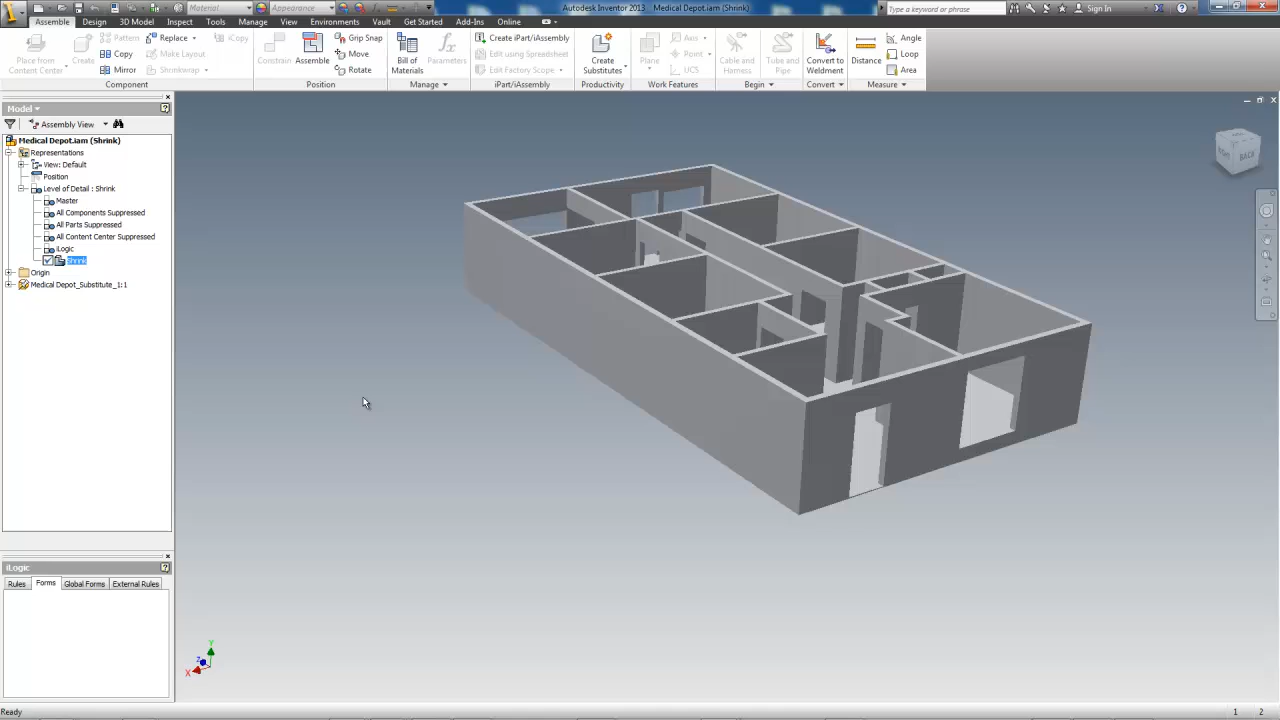 Material
Appearance
Autodesk Inventor 2013
Medical Depot.iam (Shrink)
Type a keyword or phrase
Sign In
Assemble
Design
3D Model
Inspect
Tools
Manage
View
Environments
Vault
Get Started
Add-Ins
Online
Place from
Content Center
Create
Pattern
Copy
Mirror
Replace
Make Layout
Shrinkwrap
iCopy
Component
Constrain
Assemble
Grip Snap
Move
Rotate
Position
Bill of
Materials
Parameters
Manage
Create iPart/iAssembly
Edit using Spreadsheet
Edit Factory Scope
iPart/iAssembly
Create
Substitutes
Productivity
Plane
Axis
Point
UCS
Work Features
Cable and
Harness
Tube and
Pipe
Begin
Convert to
Weldment
Convert
Distance
Angle
Loop
Area
Measure
Model
Assembly View
Medical Depot.iam (Shrink)
Representations
View: Default
Position
Level of Detail : Shrink
Master
All Components Suppressed
All Parts Suppressed
All Content Center Suppressed
iLogic
Shrink
Origin
Medical Depot_Substitute_1:1
BACK
iLogic
Rules
Forms
Global Forms
External Rules
Y
Z
X
Ready
1
2